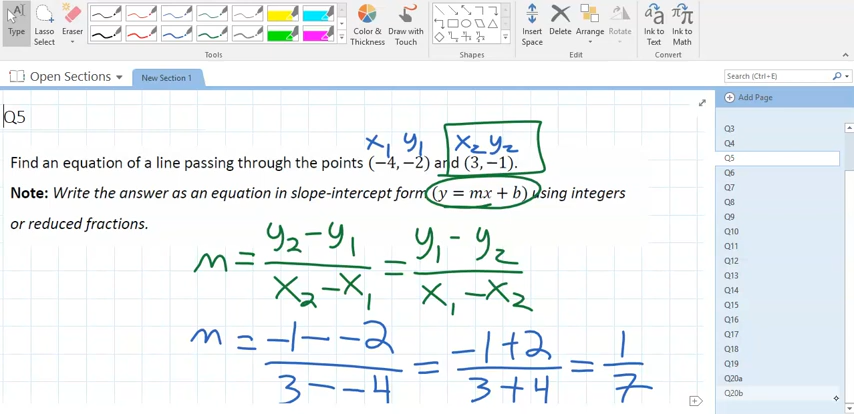 Type
Lasso Select
Eraser
Color & Thickness
Draw with Touch
Insert Space
Delete
Arrange
Rotate
Ink to Text
Ink to Math
Tools
Shapes
Edit
Convert
Open Sections
New Section 1
Search (Ctrl+E)
Q5
Add Page
x₁ y₁ x₂ y₂
Find an equation of a line passing through the points (−4, −2) and (3, −1).
Note: Write the answer as an equation in slope-intercept form (y = mx + b) using integers
or reduced fractions.
m = (y₂ − y₁)/(x₂ − x₁) = (y₁ − y₂)/(x₁ − x₂)
m = (−1 − −2)/(3 − −4) = (−1 + 2)/(3 + 4) = 1/7
Q3
Q4
Q5
Q6
Q7
Q8
Q9
Q10
Q11
Q12
Q13
Q14
Q15
Q16
Q17
Q18
Q19
Q20a
Q20b